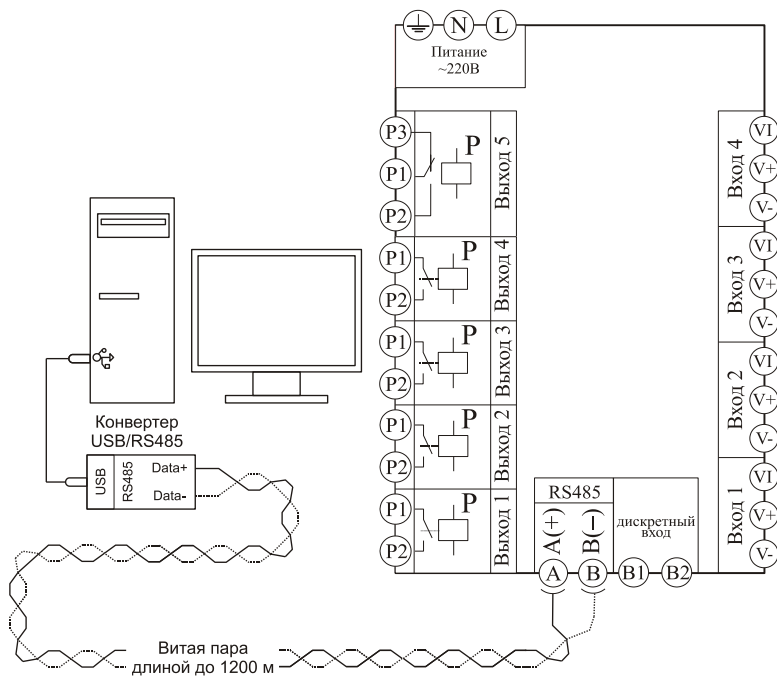 N
L
Питание
~220В
P3
P1
P2
P
Выход 5
P1
P2
P
Выход 4
P1
P2
P
Выход 3
P1
P2
P
Выход 2
P1
P2
P
Выход 1
VI
V+
V-
Вход 4
VI
V+
V-
Вход 3
VI
V+
V-
Вход 2
VI
V+
V-
Вход 1
Конвертер
USB/RS485
USB
RS485
Data+
Data-
RS485
A(+)
B(−)
дискретный
вход
A
B
B1
B2
Витая пара
длиной до 1200 м